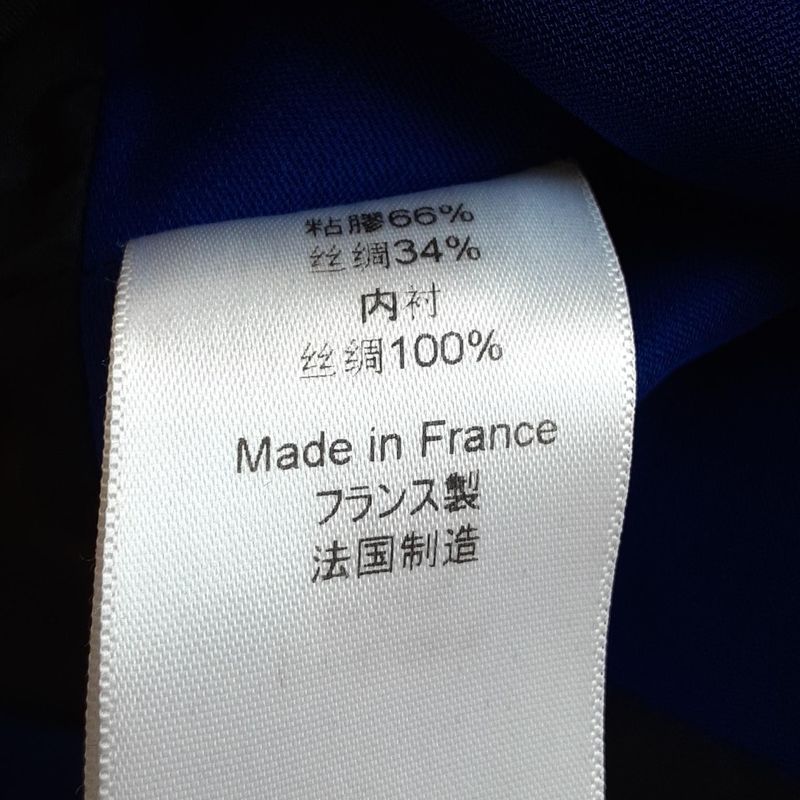 粘膠66%
丝绸34%
内衬
丝绸100%
Made in France
フランス製
法国制造